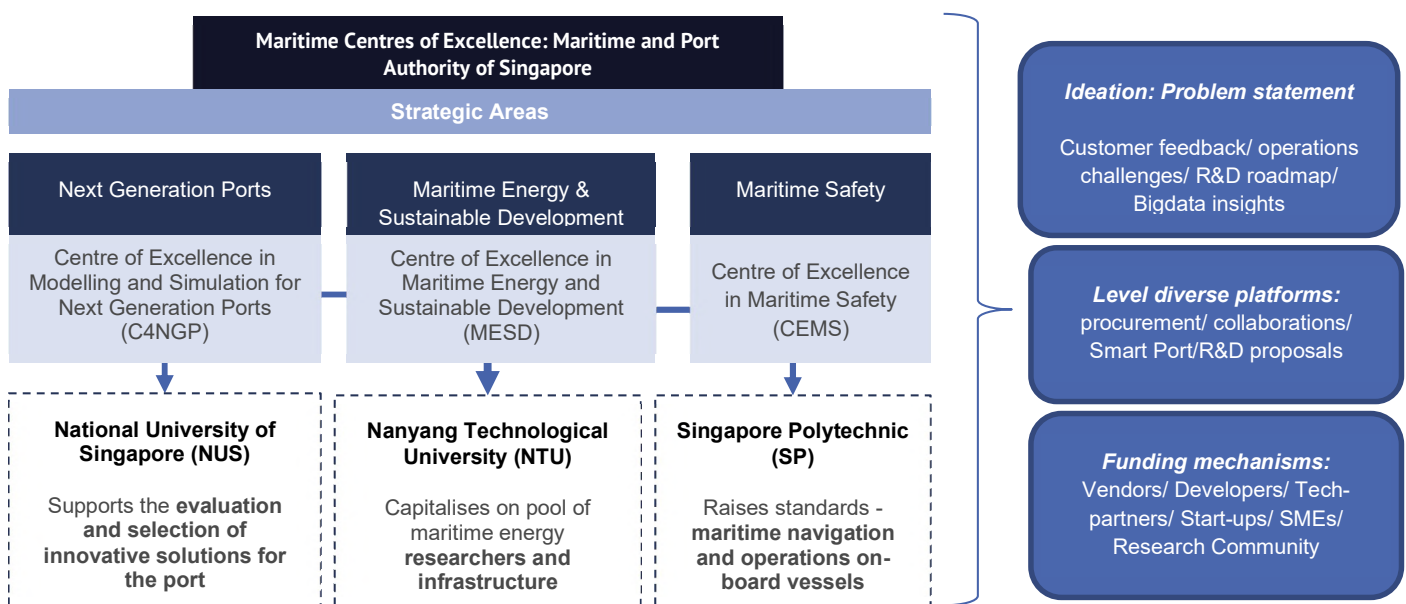 Maritime Centres of Excellence: Maritime and Port
Authority of Singapore
Strategic Areas
Next Generation Ports
Centre of Excellence in
Modelling and Simulation for
Next Generation Ports
(C4NGP)
National University of
Singapore (NUS)
Supports the evaluation
and selection of
innovative solutions for
the port
Maritime Energy &
Sustainable Development
Centre of Excellence in
Maritime Energy and
Sustainable Development
(MESD)
Nanyang Technological
University (NTU)
Capitalises on pool of
maritime energy
researchers and
infrastructure
Maritime Safety
Centre of Excellence
in Maritime Safety
(CEMS)
Singapore Polytechnic
(SP)
Raises standards -
maritime navigation
and operations on-
board vessels
Ideation: Problem statement
Customer feedback/ operations
challenges/ R&D roadmap/
Bigdata insights
Level diverse platforms:
procurement/ collaborations/
Smart Port/R&D proposals
Funding mechanisms:
Vendors/ Developers/ Tech-
partners/ Start-ups/ SMEs/
Research Community